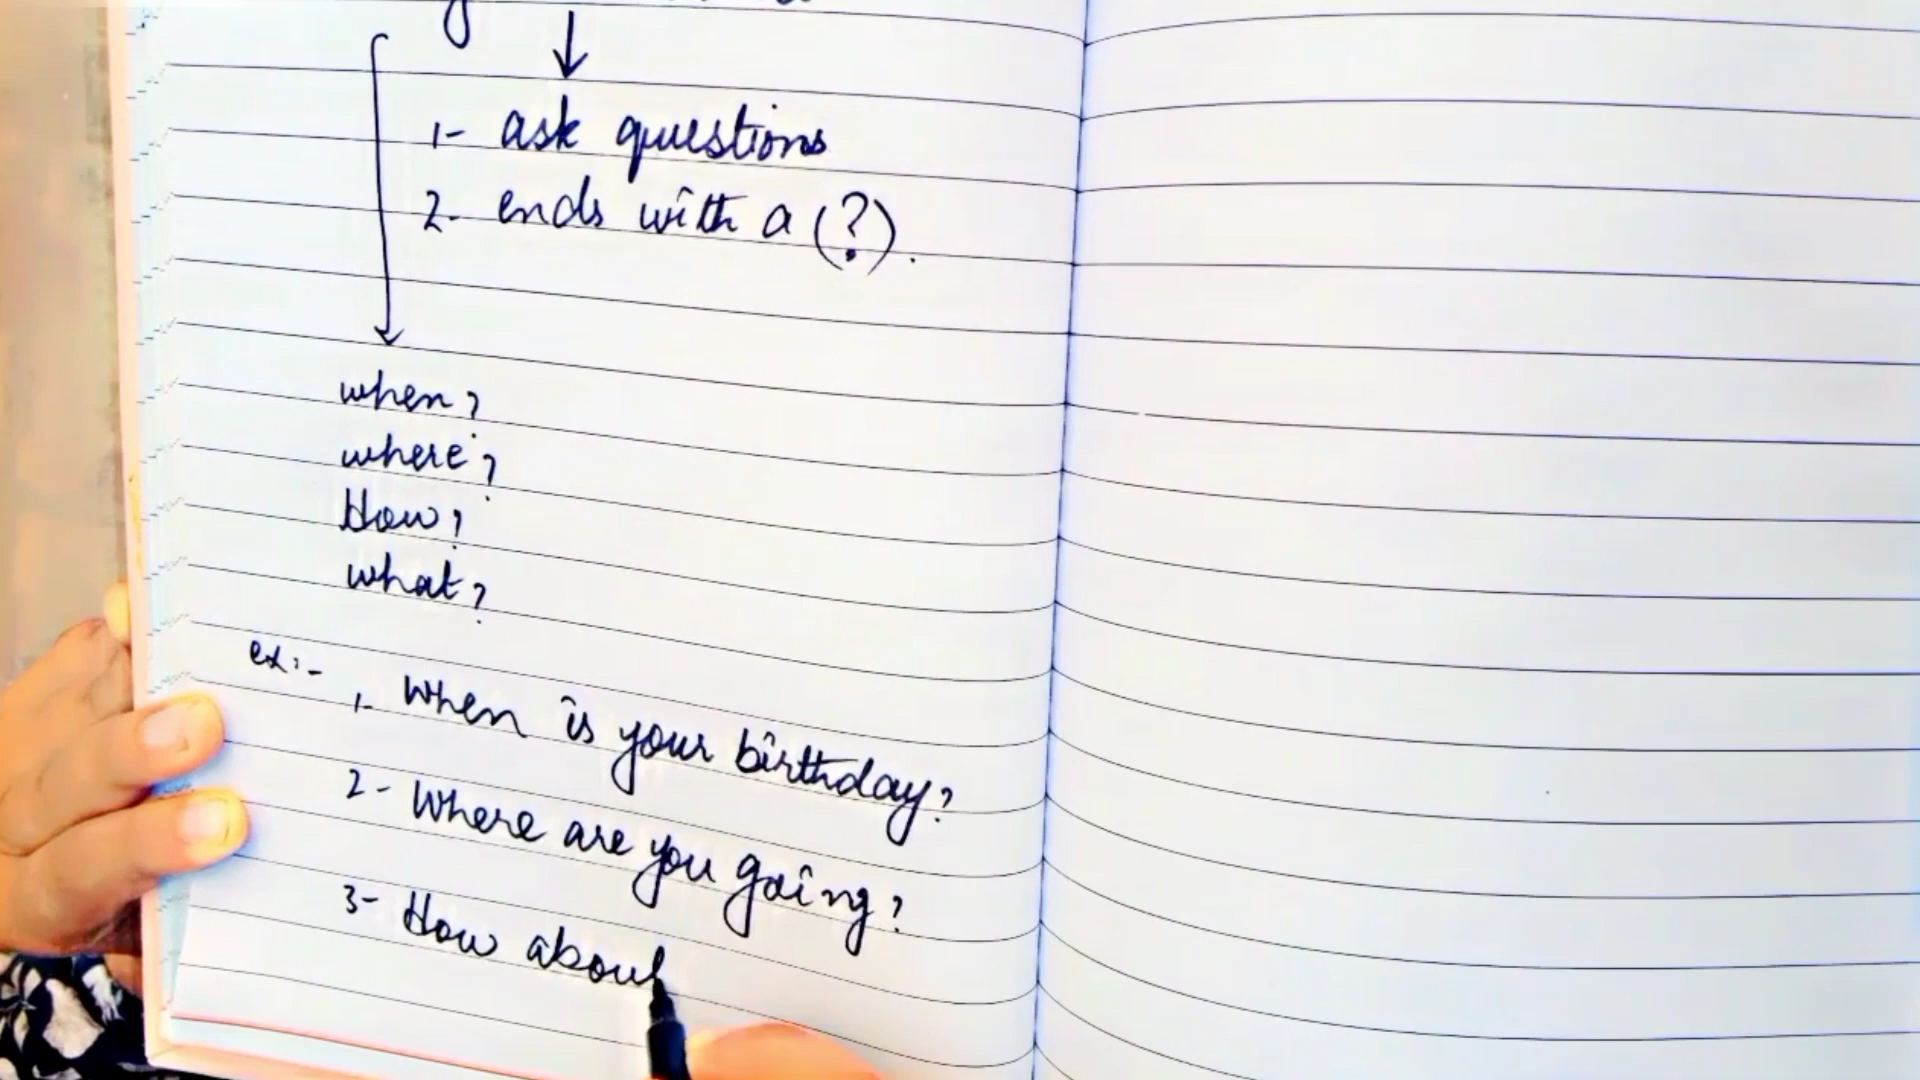 1- ask questions
2- ends with a (?).
when?
where?
How?
what?
ex:-
1- When is your birthday?
2- Where are you going?
3- How about